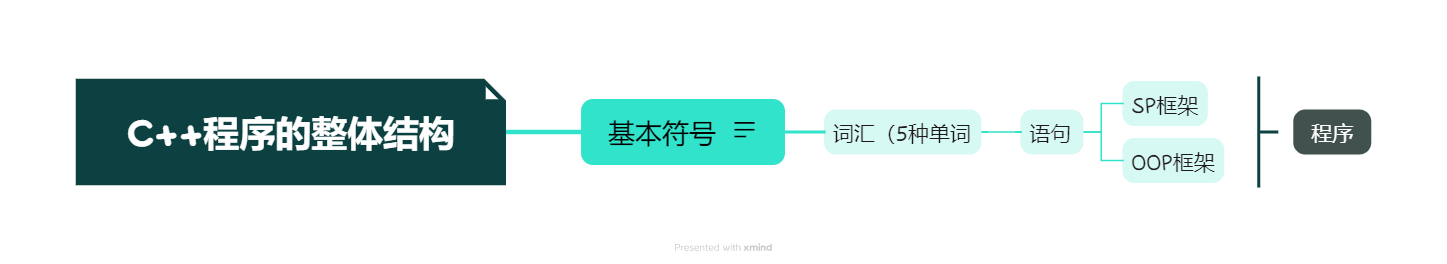 C++程序的整体结构
基本符号
词汇（5种单词
语句
SP框架
OOP框架
程序
Presented with xmind